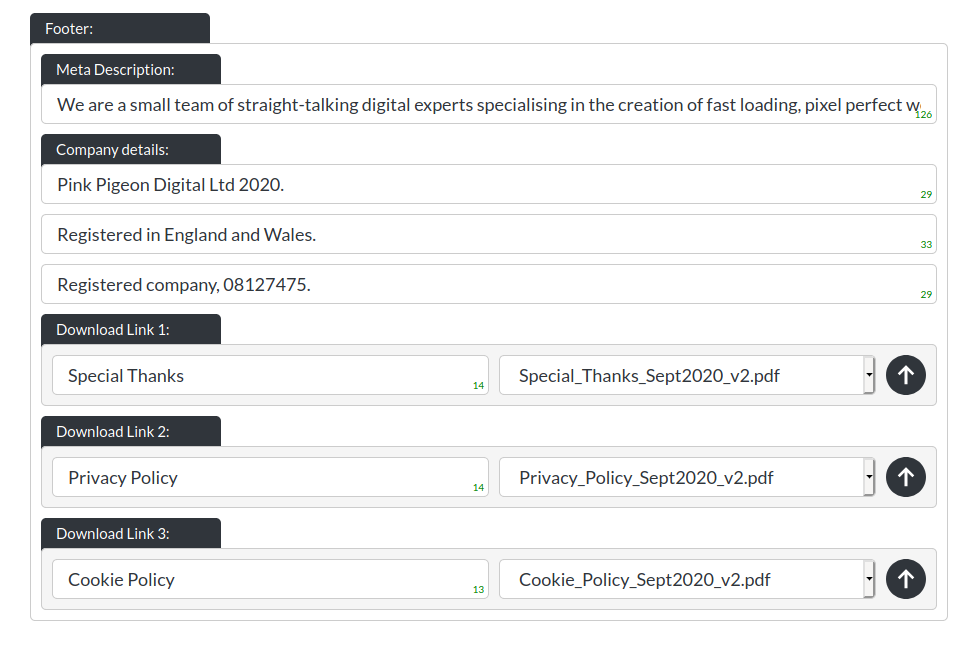 Footer:
Meta Description:
We are a small team of straight-talking digital experts specialising in the creation of fast loading, pixel perfect
126
Company details:
Pink Pigeon Digital Ltd 2020.
29
Registered in England and Wales.
33
Registered company, 08127475.
29
Download Link 1:
Special Thanks
14
Special_Thanks_Sept2020_v2.pdf
Download Link 2:
Privacy Policy
14
Privacy_Policy_Sept2020_v2.pdf
Download Link 3:
Cookie Policy
13
Cookie_Policy_Sept2020_v2.pdf